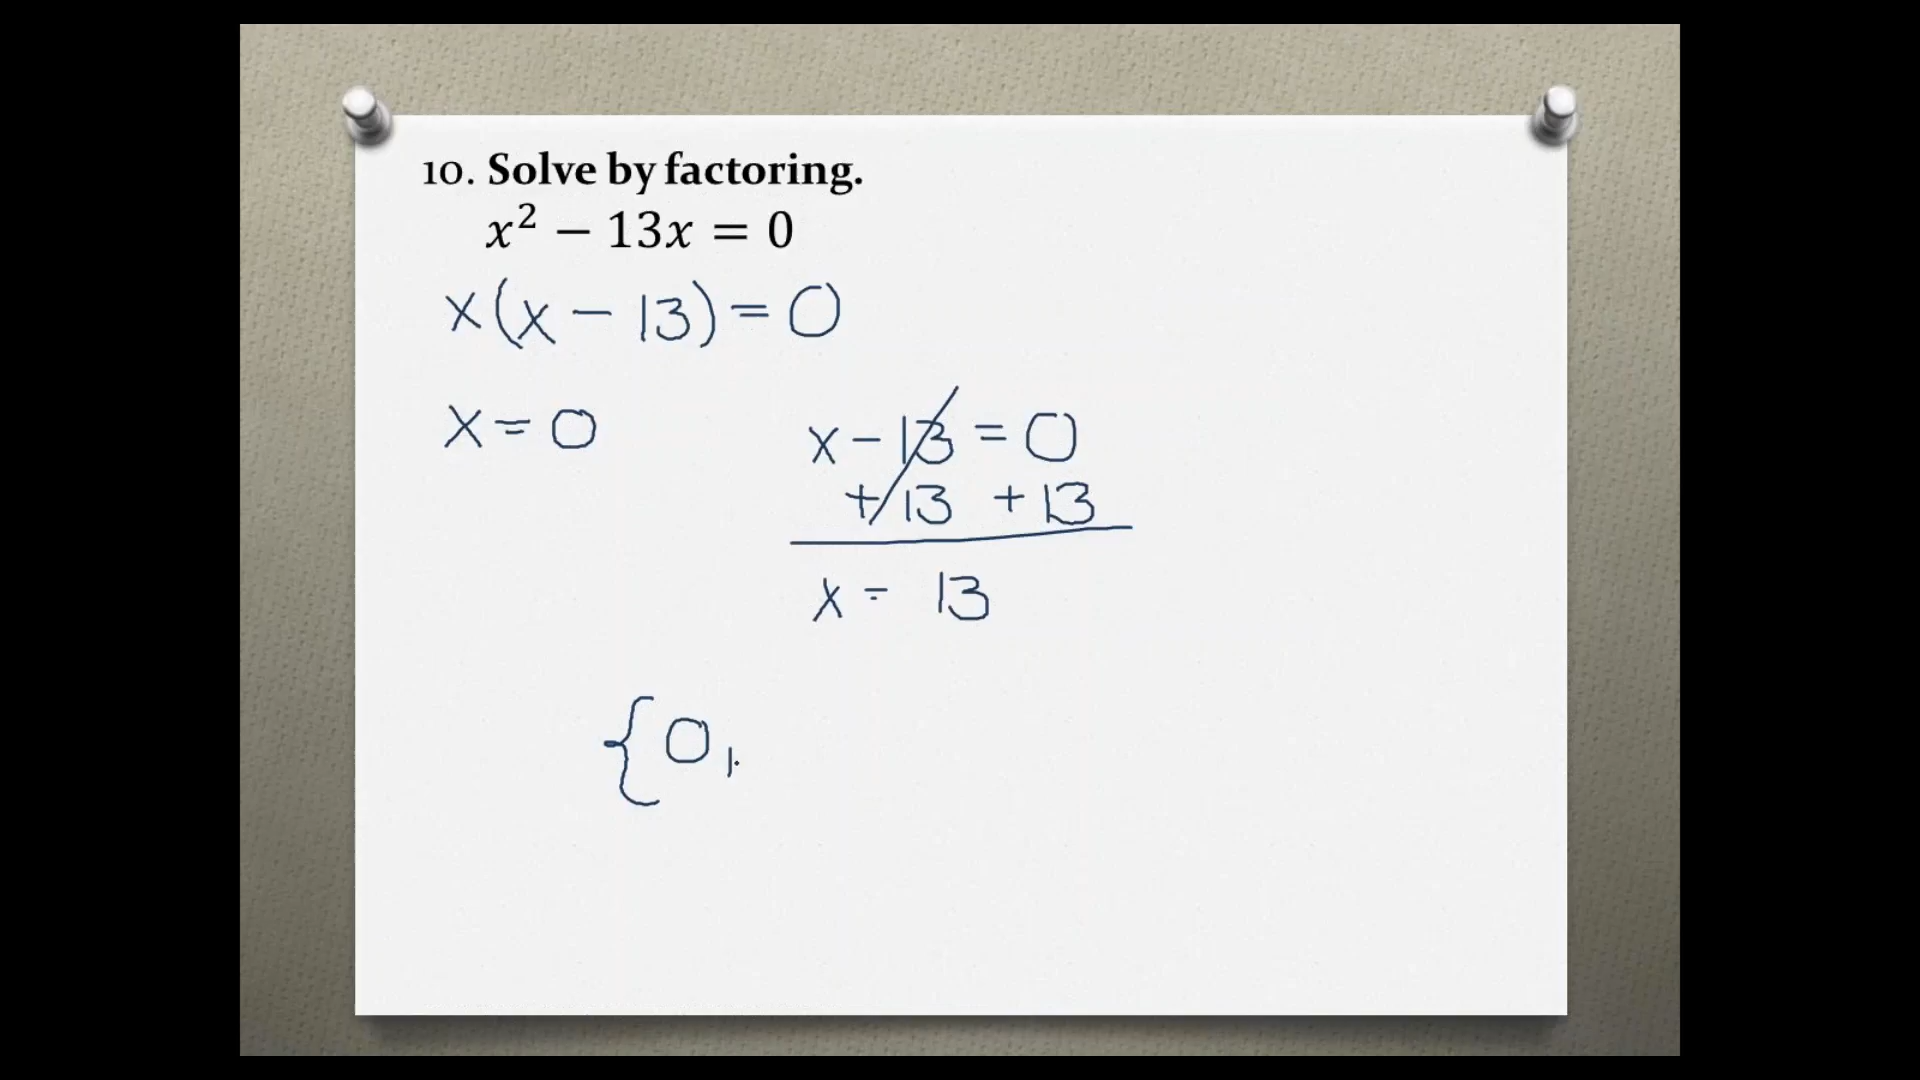 10. Solve by factoring.
x² − 13x = 0
x(x − 13) = 0
x = 0
x − 13 = 0
+ 13 + 13
x = 13
{0,